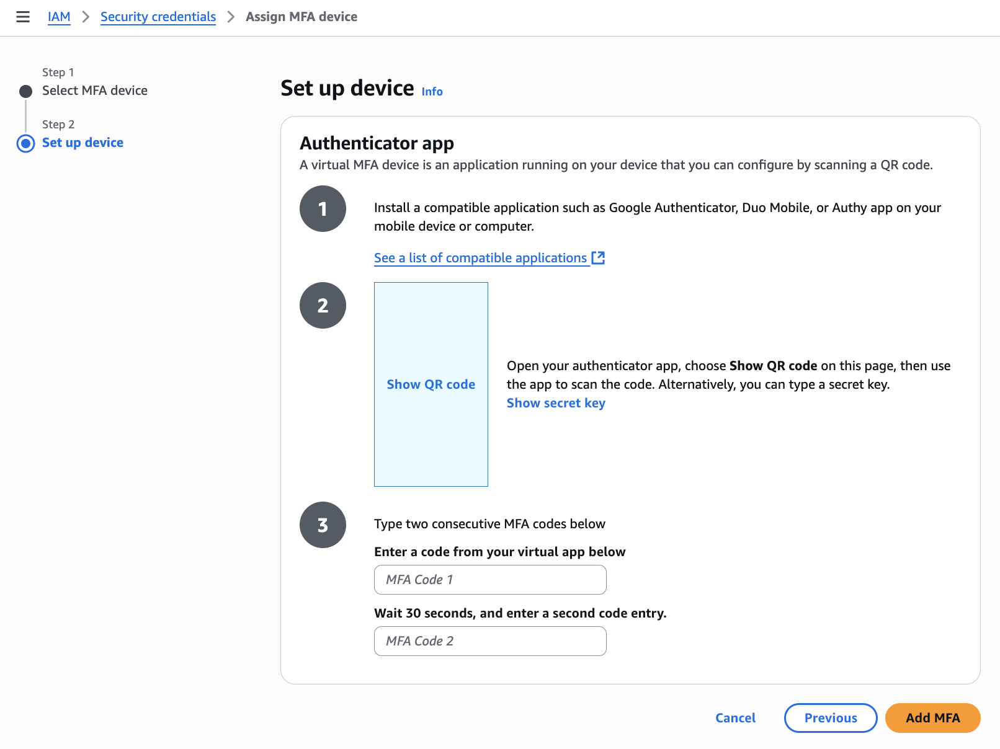 IAM > Security credentials > Assign MFA device
Step 1
Select MFA device
Step 2
Set up device
Set up device Info
Authenticator app
A virtual MFA device is an application running on your device that you can configure by scanning a QR code.
1
Install a compatible application such as Google Authenticator, Duo Mobile, or Authy app on your
mobile device or computer.
See a list of compatible applications
2
Show QR code
Open your authenticator app, choose Show QR code on this page, then use
the app to scan the code. Alternatively, you can type a secret key.
Show secret key
3
Type two consecutive MFA codes below
Enter a code from your virtual app below
MFA Code 1
Wait 30 seconds, and enter a second code entry.
MFA Code 2
Cancel
Previous
Add MFA